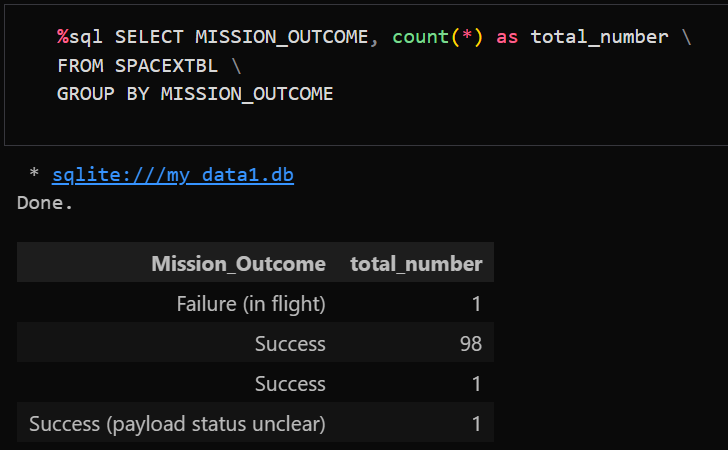 %sql SELECT MISSION_OUTCOME, count(*) as total_number \
FROM SPACEXTBL \
GROUP BY MISSION_OUTCOME
* sqlite:///my_data1.db
Done.
Mission_Outcome total_number
Failure (in flight) 1
Success 98
Success 1
Success (payload status unclear) 1